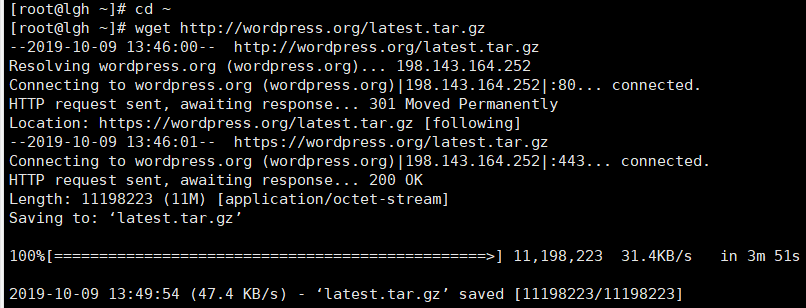 [root@lgh ~]# cd ~
[root@lgh ~]# wget http://wordpress.org/latest.tar.gz
--2019-10-09 13:46:00--  http://wordpress.org/latest.tar.gz
Resolving wordpress.org (wordpress.org)... 198.143.164.252
Connecting to wordpress.org (wordpress.org)|198.143.164.252|:80... connected.
HTTP request sent, awaiting response... 301 Moved Permanently
Location: https://wordpress.org/latest.tar.gz [following]
--2019-10-09 13:46:01--  https://wordpress.org/latest.tar.gz
Connecting to wordpress.org (wordpress.org)|198.143.164.252|:443... connected.
HTTP request sent, awaiting response... 200 OK
Length: 11198223 (11M) [application/octet-stream]
Saving to: ‘latest.tar.gz’
100%[================================================>] 11,198,223  31.4KB/s   in 3m 51s
2019-10-09 13:49:54 (47.4 KB/s) - ‘latest.tar.gz’ saved [11198223/11198223]